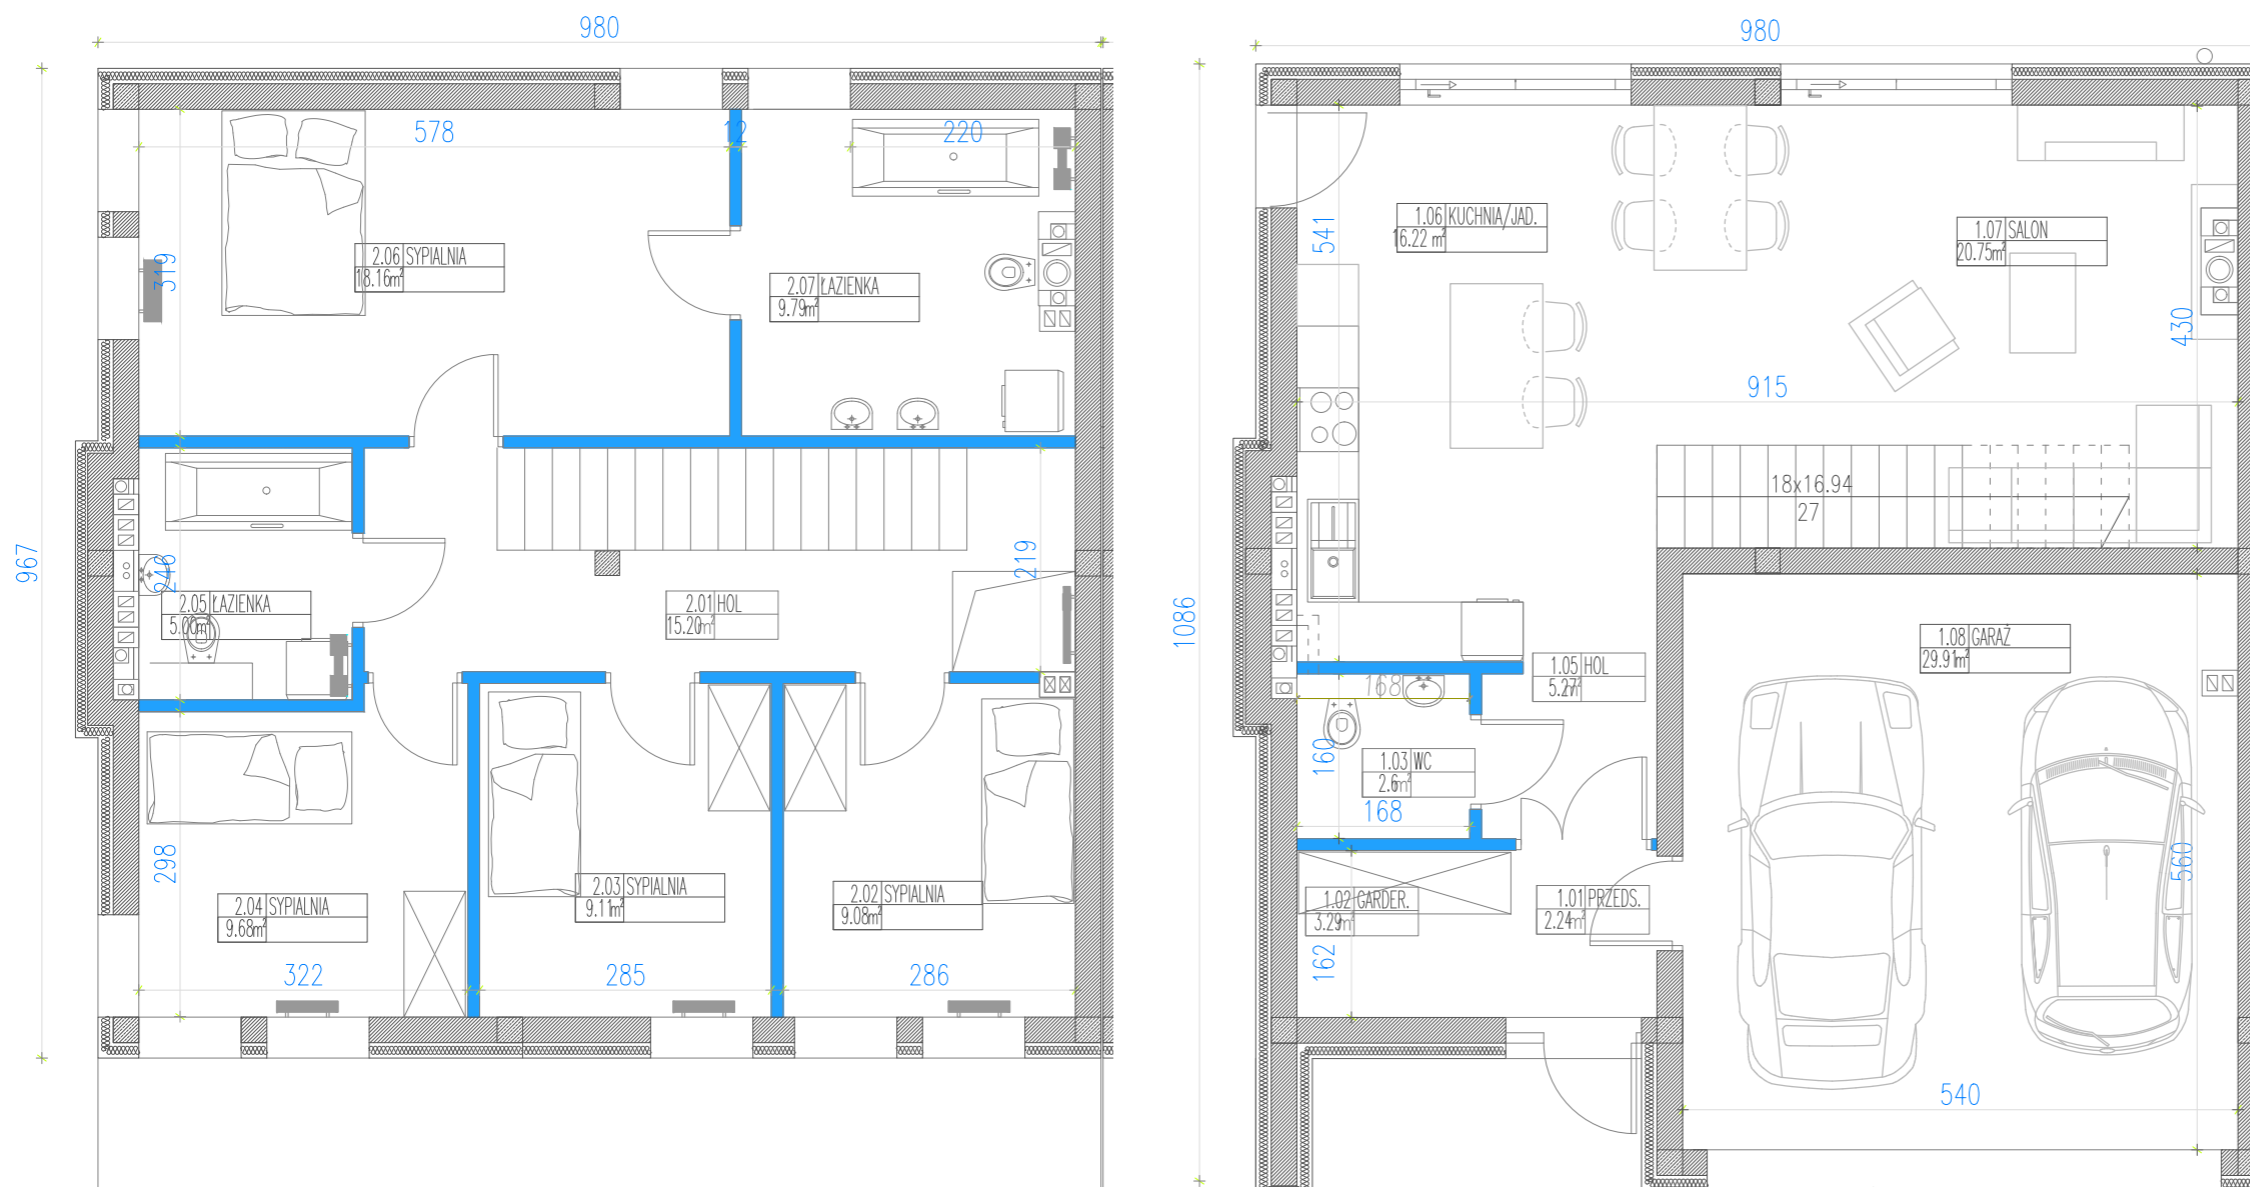 980
578
12
220
967
319
2.06 SYPIALNIA
18.16m²
2.07 ŁAZIENKA
9.79m²
246
219
2.05 ŁAZIENKA
5.00m²
2.01 HOL
15.20m²
298
2.04 SYPIALNIA
9.68m²
2.03 SYPIALNIA
9.11m²
2.02 SYPIALNIA
9.08m²
322
285
286
980
541
1.06 KUCHNIA/JAD.
16.22 m²
1.07 SALON
20.75m²
430
915
18x16.94
27
1086
1.08 GARAŻ
29.91m²
1.05 HOL
5.27m²
168
160
1.03 WC
2.6m²
168
560
1.02 GARDER.
3.29m²
1.01 PRZEDS.
2.24m²
162
540